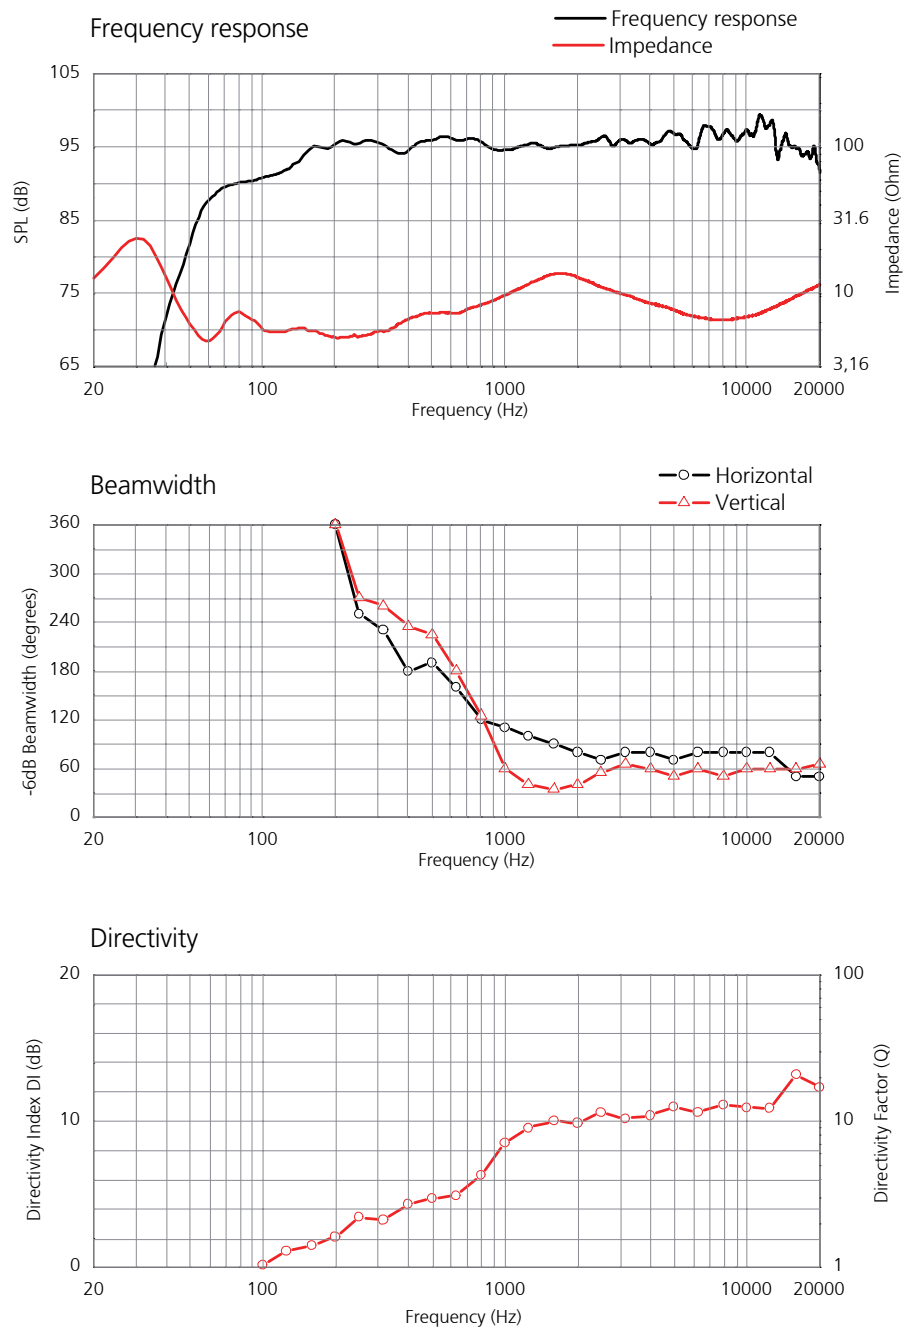 Frequency response
Frequency response
Impedance
105
95
85
75
65
SPL (dB)
100
31.6
10
3,16
Impedance (Ohm)
20 100 1000 10000 20000
Frequency (Hz)
Beamwidth
Horizontal
Vertical
360
300
240
180
120
60
0
-6dB Beamwidth (degrees)
20 100 1000 10000 20000
Frequency (Hz)
Directivity
20
10
0
Directivity Index DI (dB)
100
10
1
Directivity Factor (Q)
20 100 1000 10000 20000
Frequency (Hz)